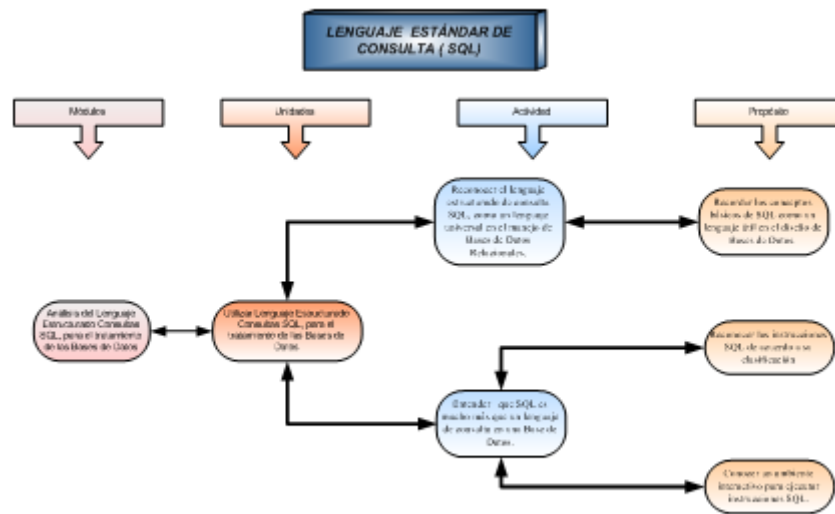 LENGUAJE ESTÁNDAR DE
CONSULTA ( SQL)
Módulos
Unidades
Actividad
Propósito
Reconocer el lenguaje
estructurado de consulta
SQL, como un lenguaje
universal en el manejo de
Bases de Datos
Relacionales.
Recordar los conceptos
básicos de SQL como un
lenguaje útil en el diseño de
Bases de Datos
Análisis del Lenguaje
Estructurado Consultas
SQL, para el tratamiento
de las Bases de Datos
Utilizar Lenguaje Estructurado
Consultas SQL, para el
tratamiento de las Bases de
Datos
Reconocer las instrucciones
SQL de acuerdo a su
clasificación
Entender que SQL es
mucho más que un lenguaje
de consulta en una Base de
Datos.
Conocer un ambiente
interactivo para ejecutar
instrucciones SQL.